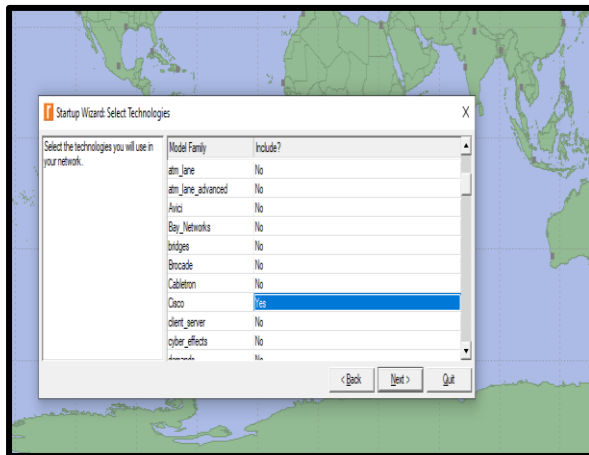 Startup Wizard: Select Technologies X
Select the technologies you will use in
your network.
Model Family Include?
atm_lane No
atm_lane_advanced No
Avici No
Bay_Networks No
bridges No
Brocade No
Cabletron No
Cisco Yes
client_server No
cyber_effects No
demands No
< Back Next > Quit